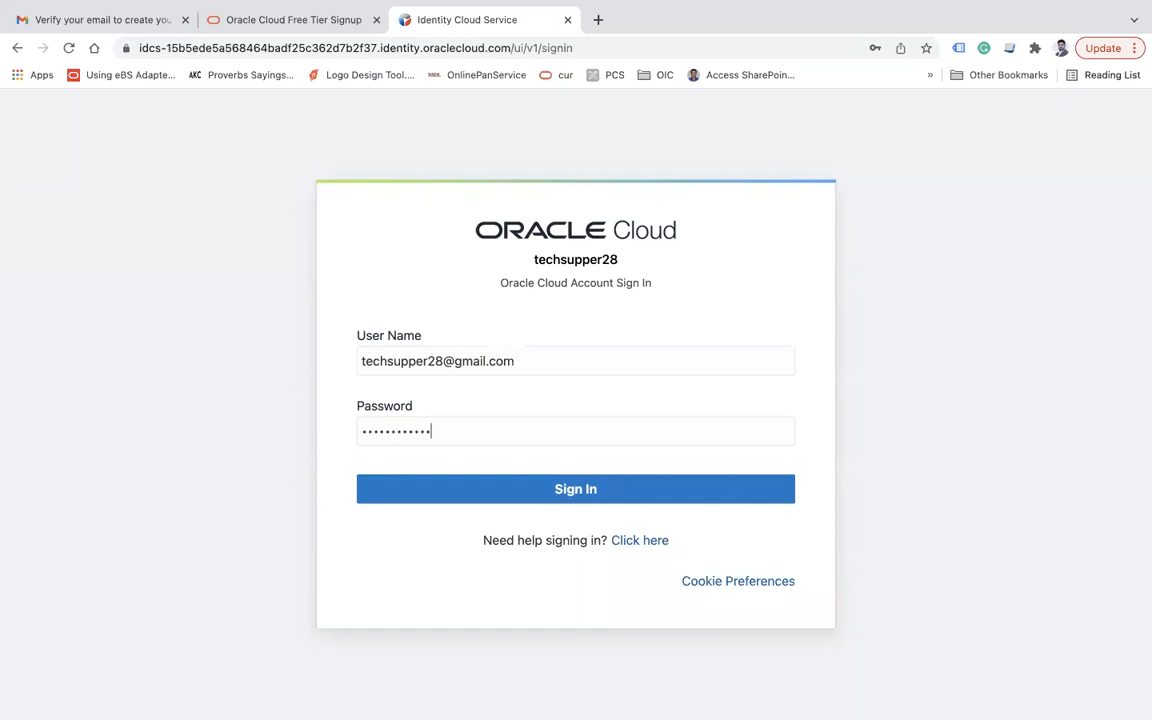 Verify your email to create you
Oracle Cloud Free Tier Signup
Identity Cloud Service
idcs-15b5ede5a568464badf25c362d7b2f37.identity.oraclecloud.com/ui/v1/signin
Update
Apps
Using eBS Adapte...
AKC Proverbs Sayings...
Logo Design Tool....
OnlinePanService
cur
PCS
OIC
Access SharePoin...
»
Other Bookmarks
Reading List
ORACLE Cloud
techsupper28
Oracle Cloud Account Sign In
User Name
techsupper28@gmail.com
Password
••••••••••••
Sign In
Need help signing in? Click here
Cookie Preferences